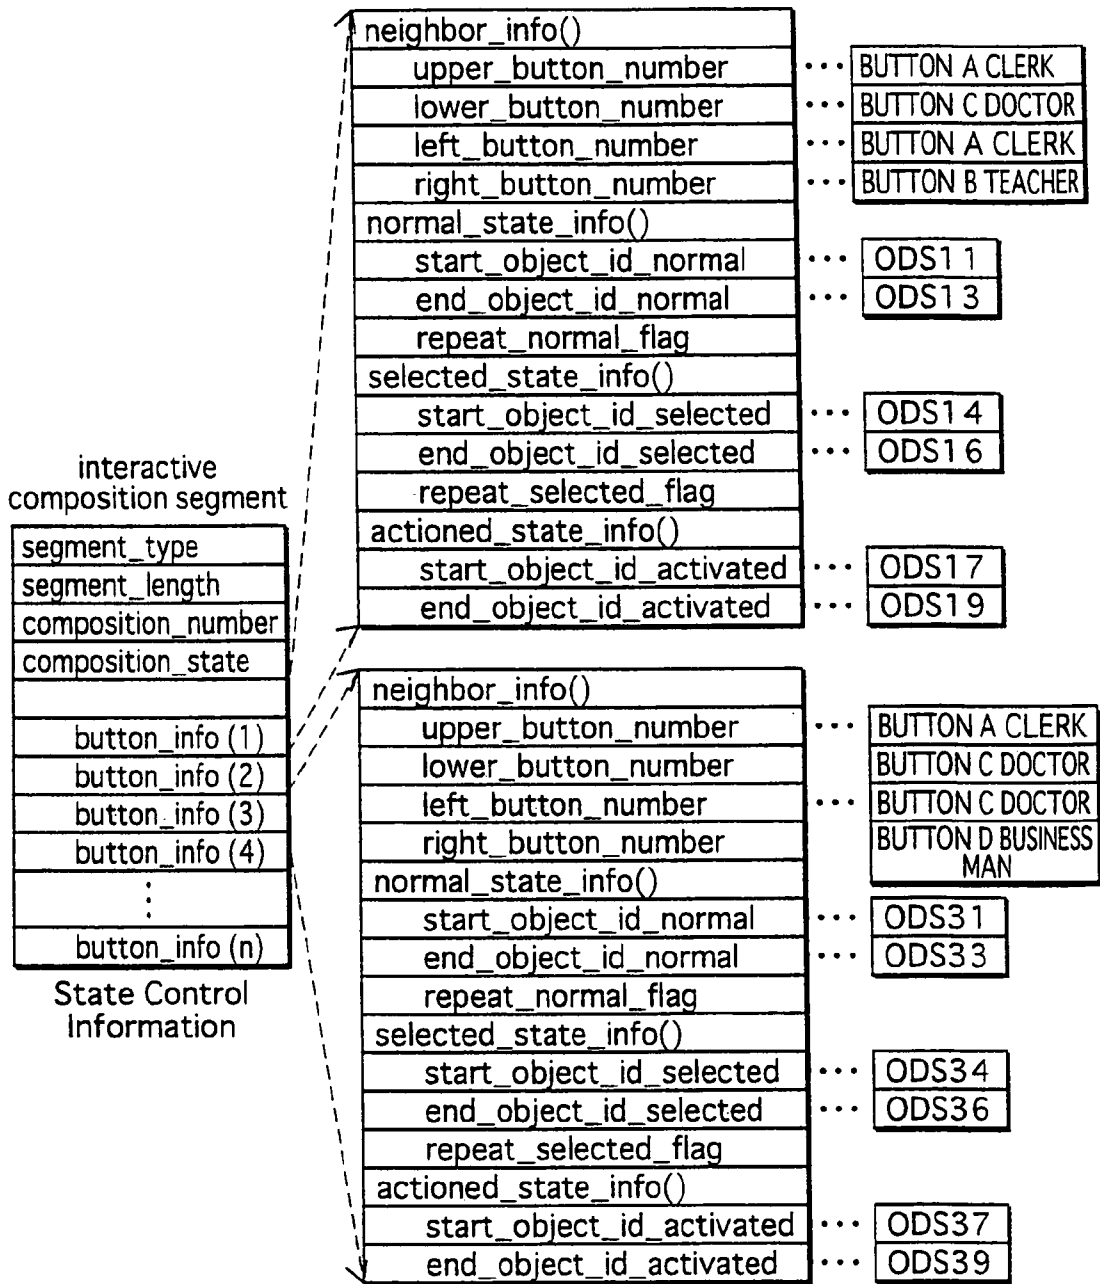 interactive
composition segment
segment_type
segment_length
composition_number
composition_state
button_info (1)
button_info (2)
button_info (3)
button_info (4)
button_info (n)
State Control
Information
neighbor_info()
upper_button_number ... BUTTON A CLERK
lower_button_number ... BUTTON C DOCTOR
left_button_number ... BUTTON A CLERK
right_button_number ... BUTTON B TEACHER
normal_state_info()
start_object_id_normal ... ODS11
end_object_id_normal ... ODS13
repeat_normal_flag
selected_state_info()
start_object_id_selected ... ODS14
end_object_id_selected ... ODS16
repeat_selected_flag
actioned_state_info()
start_object_id_activated ... ODS17
end_object_id_activated ... ODS19
neighbor_info()
upper_button_number ... BUTTON A CLERK
lower_button_number BUTTON C DOCTOR
left_button_number ... BUTTON C DOCTOR
right_button_number BUTTON D BUSINESS
MAN
normal_state_info()
start_object_id_normal ... ODS31
end_object_id_normal ... ODS33
repeat_normal_flag
selected_state_info()
start_object_id_selected ... ODS34
end_object_id_selected ... ODS36
repeat_selected_flag
actioned_state_info()
start_object_id_activated ... ODS37
end_object_id_activated ... ODS39